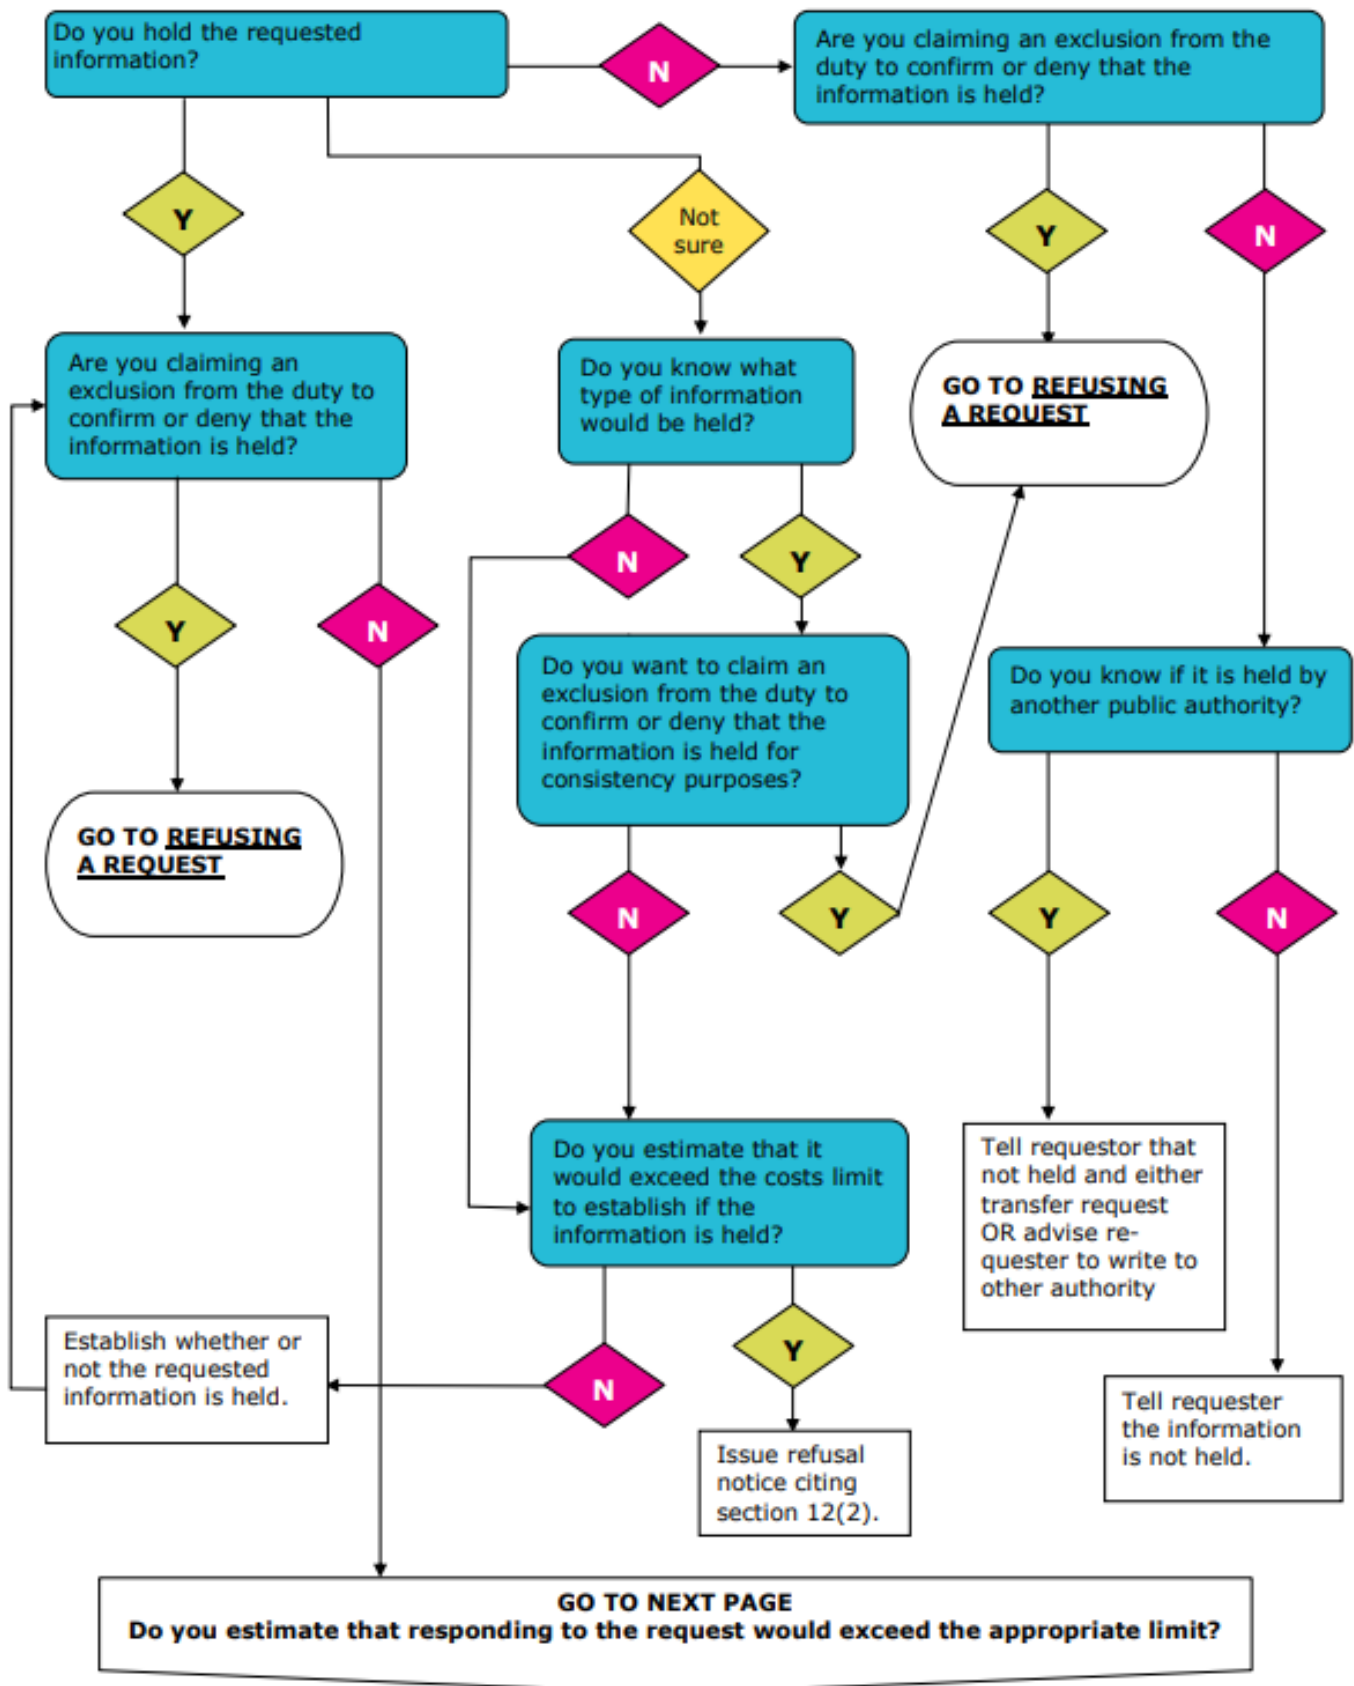 Do you hold the requested
information?
N
Are you claiming an exclusion from the
duty to confirm or deny that the
information is held?
Y
Not
sure
Y
N
Are you claiming an
exclusion from the duty to
confirm or deny that the
information is held?
Do you know what
type of information
would be held?
GO TO REFUSING
A REQUEST
N
Y
Y
N
Do you want to claim an
exclusion from the duty to
confirm or deny that the
information is held for
consistency purposes?
Do you know if it is held by
another public authority?
GO TO REFUSING
A REQUEST
N
Y
Y
N
Do you estimate that it
would exceed the costs limit
to establish if the
information is held?
Tell requestor that
not held and either
transfer request
OR advise re-
quester to write to
other authority
Establish whether or
not the requested
information is held.
N
Y
Tell requester
the information
is not held.
Issue refusal
notice citing
section 12(2).
GO TO NEXT PAGE
Do you estimate that responding to the request would exceed the appropriate limit?